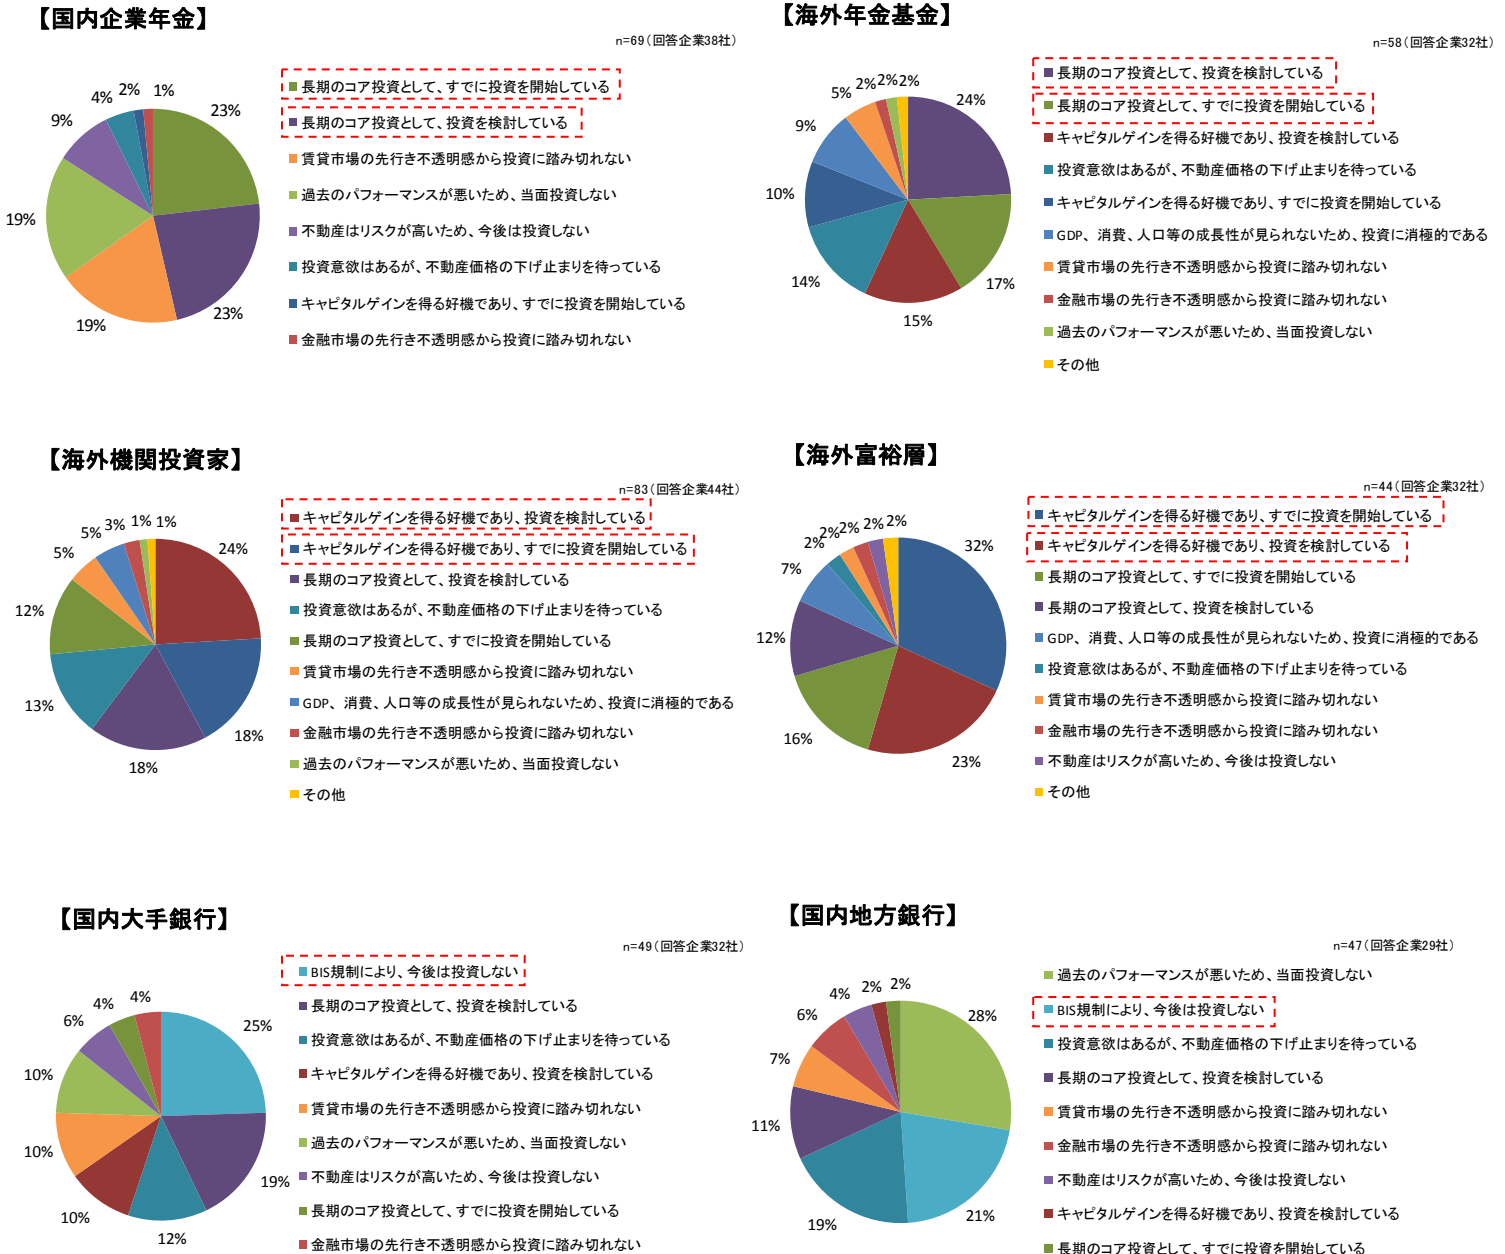 【国内企業年金】
n=69（回答企業38社）
長期のコア投資として、すでに投資を開始している
長期のコア投資として、投資を検討している
賃貸市場の先行き不透明感から投資に踏み切れない
過去のパフォーマンスが悪いため、当面投資しない
不動産はリスクが高いため、今後は投資しない
投資意欲はあるが、不動産価格の下げ止まりを待っている
キャピタルゲインを得る好機であり、すでに投資を開始している
金融市場の先行き不透明感から投資に踏み切れない
23%
23%
19%
19%
9%
4%
2%
1%
【海外年金基金】
n=58（回答企業32社）
長期のコア投資として、投資を検討している
長期のコア投資として、すでに投資を開始している
キャピタルゲインを得る好機であり、投資を検討している
投資意欲はあるが、不動産価格の下げ止まりを待っている
キャピタルゲインを得る好機であり、すでに投資を開始している
GDP、消費、人口等の成長性が見られないため、投資に消極的である
賃貸市場の先行き不透明感から投資に踏み切れない
金融市場の先行き不透明感から投資に踏み切れない
過去のパフォーマンスが悪いため、当面投資しない
その他
24%
17%
15%
14%
10%
9%
5%
2%
2%
2%
【海外機関投資家】
n=83（回答企業44社）
キャピタルゲインを得る好機であり、投資を検討している
キャピタルゲインを得る好機であり、すでに投資を開始している
長期のコア投資として、投資を検討している
投資意欲はあるが、不動産価格の下げ止まりを待っている
長期のコア投資として、すでに投資を開始している
賃貸市場の先行き不透明感から投資に踏み切れない
GDP、消費、人口等の成長性が見られないため、投資に消極的である
金融市場の先行き不透明感から投資に踏み切れない
過去のパフォーマンスが悪いため、当面投資しない
その他
24%
18%
18%
13%
12%
5%
5%
3%
1%
1%
【海外富裕層】
n=44（回答企業32社）
キャピタルゲインを得る好機であり、すでに投資を開始している
キャピタルゲインを得る好機であり、投資を検討している
長期のコア投資として、すでに投資を開始している
長期のコア投資として、投資を検討している
GDP、消費、人口等の成長性が見られないため、投資に消極的である
投資意欲はあるが、不動産価格の下げ止まりを待っている
賃貸市場の先行き不透明感から投資に踏み切れない
金融市場の先行き不透明感から投資に踏み切れない
不動産はリスクが高いため、今後は投資しない
その他
32%
23%
16%
12%
7%
2%
2%
2%
2%
【国内大手銀行】
n=49（回答企業32社）
BIS規制により、今後は投資しない
長期のコア投資として、投資を検討している
投資意欲はあるが、不動産価格の下げ止まりを待っている
キャピタルゲインを得る好機であり、投資を検討している
賃貸市場の先行き不透明感から投資に踏み切れない
過去のパフォーマンスが悪いため、当面投資しない
不動産はリスクが高いため、今後は投資しない
長期のコア投資として、すでに投資を開始している
金融市場の先行き不透明感から投資に踏み切れない
25%
19%
12%
10%
10%
10%
6%
4%
4%
【国内地方銀行】
n=47（回答企業29社）
過去のパフォーマンスが悪いため、当面投資しない
BIS規制により、今後は投資しない
投資意欲はあるが、不動産価格の下げ止まりを待っている
長期のコア投資として、投資を検討している
賃貸市場の先行き不透明感から投資に踏み切れない
金融市場の先行き不透明感から投資に踏み切れない
不動産はリスクが高いため、今後は投資しない
キャピタルゲインを得る好機であり、投資を検討している
長期のコア投資として、すでに投資を開始している
28%
21%
19%
11%
7%
6%
4%
2%
2%